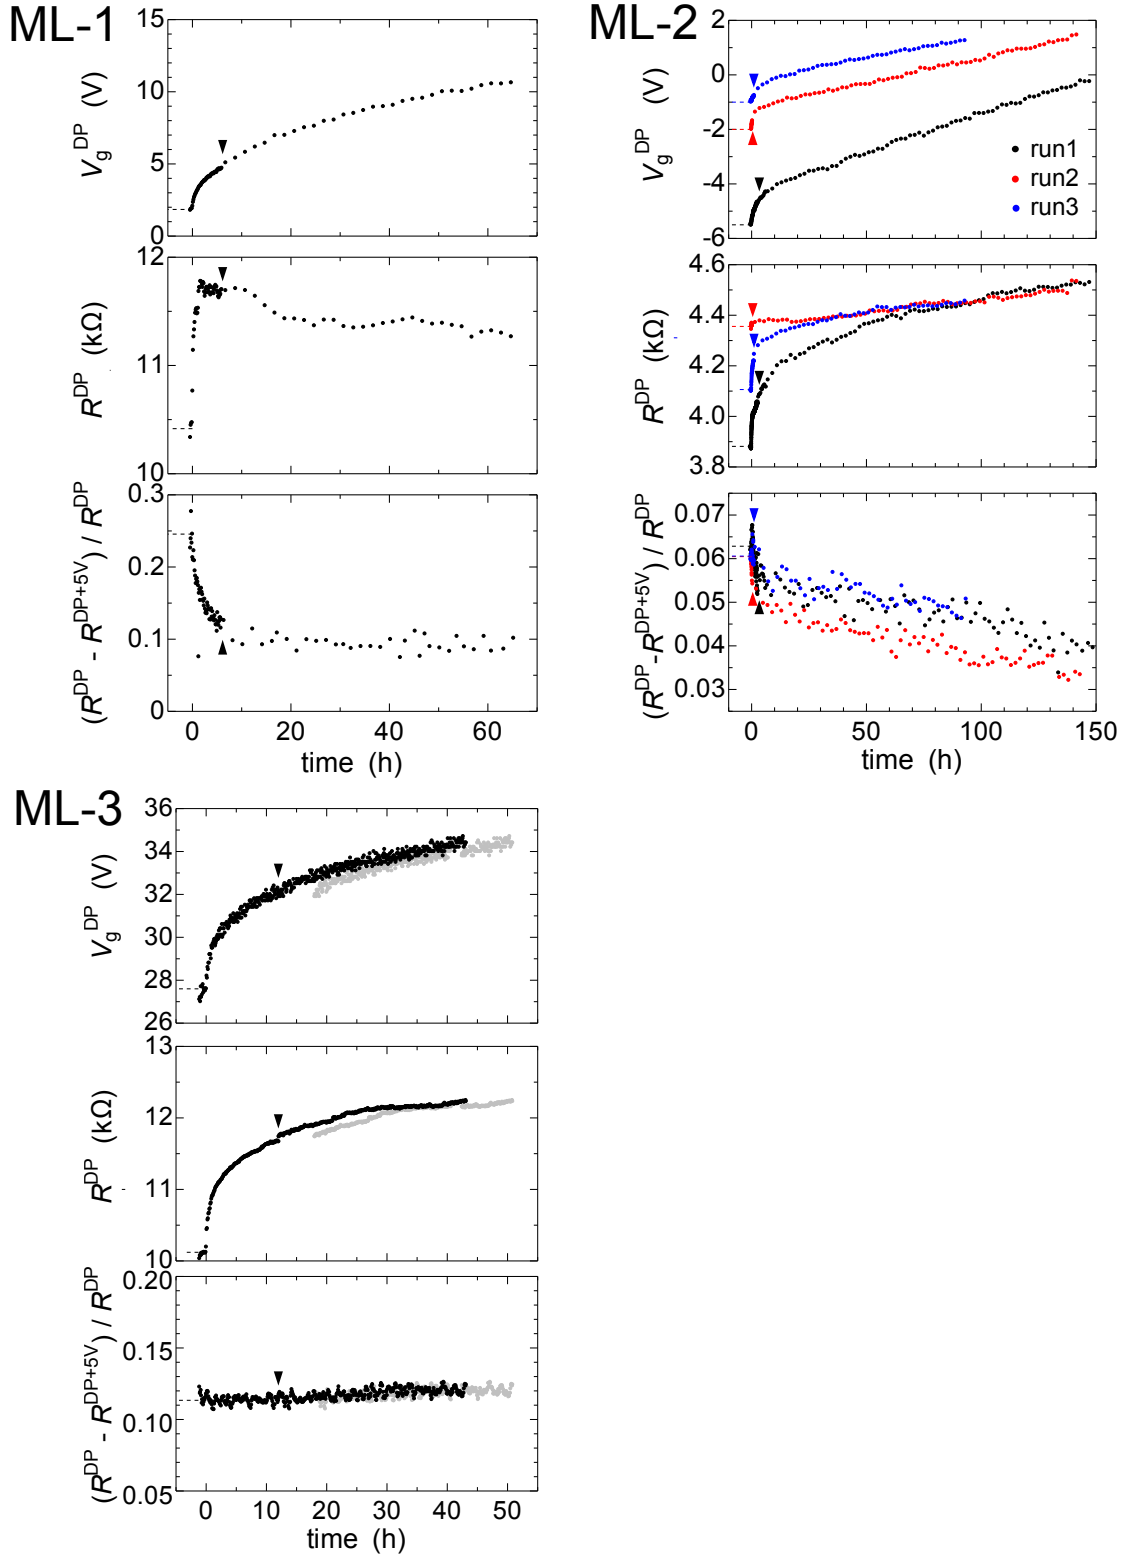 ML-1
V_g^DP (V)
15
10
5
0
R^DP (kΩ)
12
11
10
(R^DP - R^DP+5V) / R^DP
0.3
0.2
0.1
0
0 20 40 60
time (h)
ML-2
V_g^DP (V)
2
0
-2
-4
-6
run1
run2
run3
R^DP (kΩ)
4.6
4.4
4.2
4.0
3.8
(R^DP - R^DP+5V) / R^DP
0.07
0.06
0.05
0.04
0.03
0 50 100 150
time (h)
ML-3
V_g^DP (V)
36
34
32
30
28
26
R^DP (kΩ)
13
12
11
10
(R^DP - R^DP+5V) / R^DP
0.20
0.15
0.10
0.05
0 10 20 30 40 50
time (h)